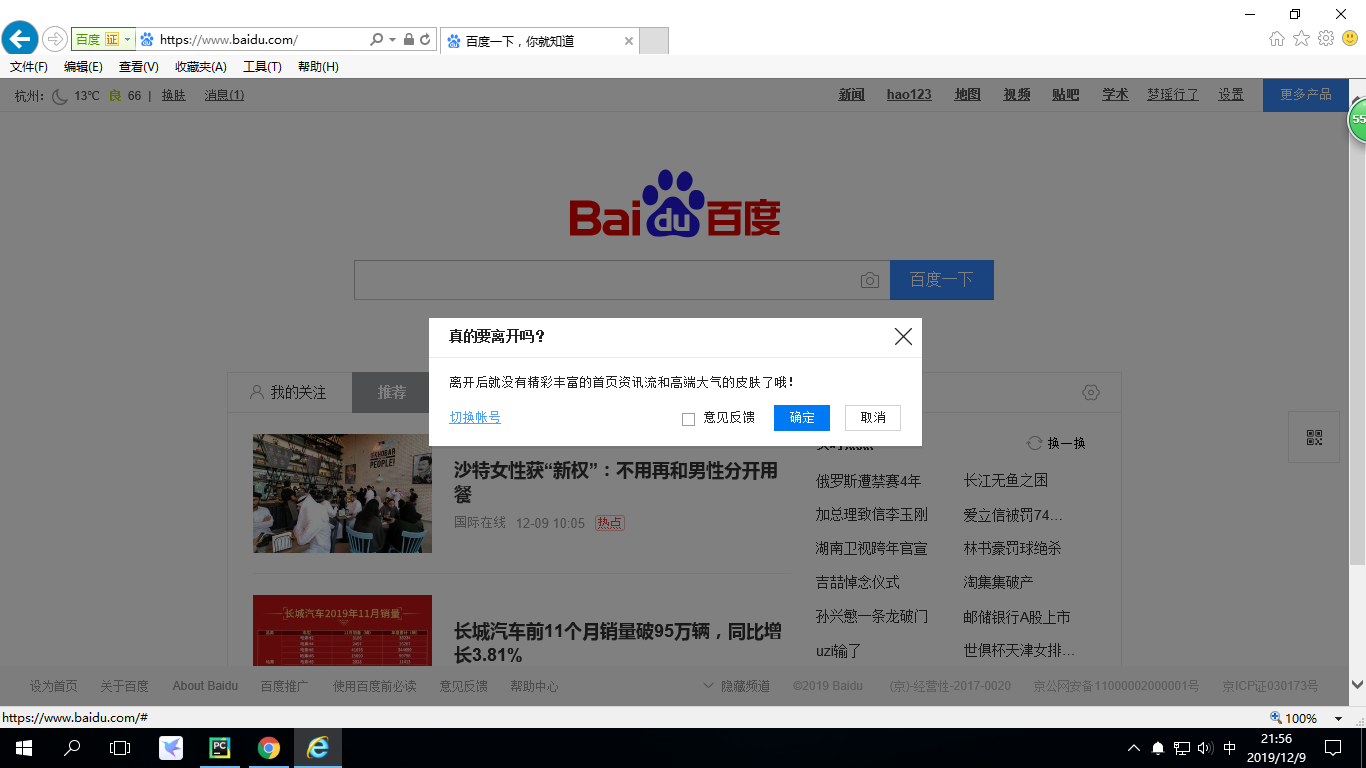 百度 证 https://www.baidu.com/ 百度一下，你就知道
文件(F) 编辑(E) 查看(V) 收藏夹(A) 工具(T) 帮助(H)
杭州: 13℃ 良 66 | 换肤 消息(1) 新闻 hao123 地图 视频 贴吧 学术 梦瑶行了 设置 更多产品
55
Bai du 百度
百度一下
真的要离开吗?
离开后就没有精彩丰富的首页资讯流和高端大气的皮肤了哦!
切换帐号 意见反馈 确定 取消
我的关注 推荐
换一换
PEOPLE!
沙特女性获“新权”：不用再和男性分开用
餐
国际在线 12-09 10:05 热点
俄罗斯遭禁赛4年 长江无鱼之困
加总理致信李玉刚 爱立信被罚74...
湖南卫视跨年官宣 林书豪罚球绝杀
吉喆悼念仪式 淘集集破产
孙兴慜一条龙破门 邮储银行A股上市
uzi输了 世俱杯天津女排...
长城汽车2019年11月销量
长城汽车前11个月销量破95万辆，同比增
长3.81%
设为首页 关于百度 About Baidu 百度推广 使用百度前必读 意见反馈 帮助中心 隐藏频道 ©2019 Baidu (京)-经营性-2017-0020 京公网安备11000002000001号 京ICP证030173号
https://www.baidu.com/# 100%
PC 中 21:56
2019/12/9